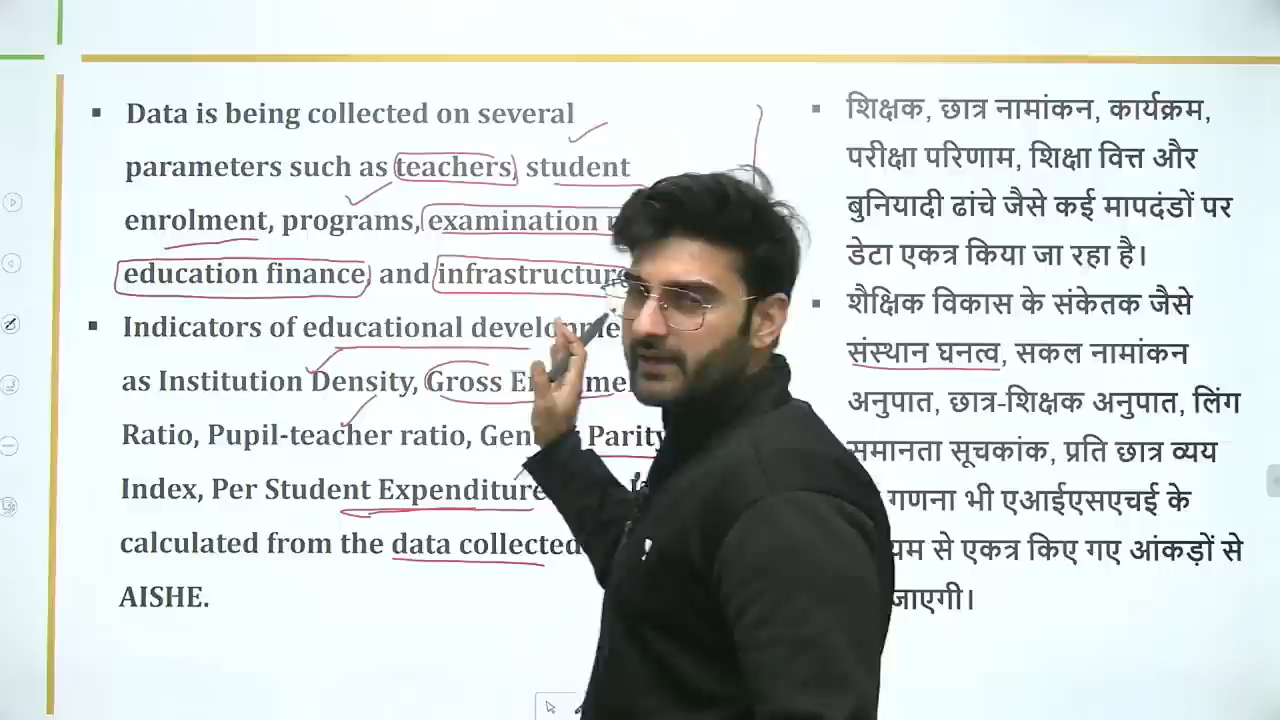 Data is being collected on several
parameters such as teachers, student
enrolment, programs, examination
education finance, and infrastructure
Indicators of educational
as Institution Density, Gross
Ratio, Pupil-teacher ratio, Parity
Index, Per Student Expenditure
calculated from the data collected
AISHE.
शिक्षक, छात्र नामांकन, कार्यक्रम,
परीक्षा परिणाम, शिक्षा वित्त और
बुनियादी ढांचे जैसे कई मापदंडों पर
डेटा एकत्र किया जा रहा है।
शैक्षिक विकास के संकेतक जैसे
संस्थान घनत्व, सकल नामांकन
अनुपात, छात्र-शिक्षक अनुपात, लिंग
समानता सूचकांक, प्रति छात्र व्यय
गणना भी एआईएसएचई के
से एकत्र किए गए आंकड़ों से
जाएगी।